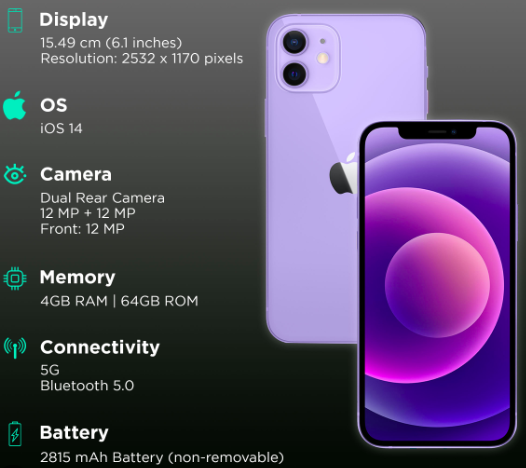 Display
15.49 cm (6.1 inches)
Resolution: 2532 x 1170 pixels
OS
iOS 14
Camera
Dual Rear Camera
12 MP + 12 MP
Front: 12 MP
Memory
4GB RAM | 64GB ROM
Connectivity
5G
Bluetooth 5.0
Battery
2815 mAh Battery (non-removable)